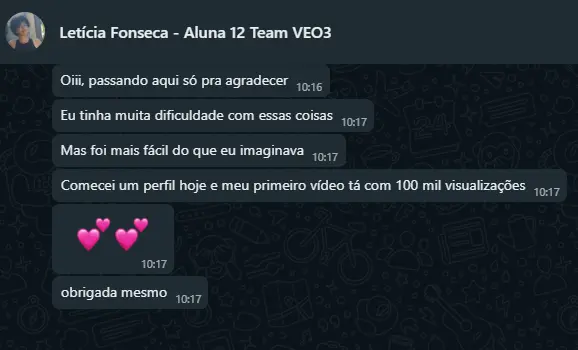 Letícia Fonseca - Aluna 12 Team VEO3
Oiii, passando aqui só pra agradecer 10:16
Eu tinha muita dificuldade com essas coisas 10:17
Mas foi mais fácil do que eu imaginava 10:17
Comecei um perfil hoje e meu primeiro vídeo tá com 100 mil visualizações 10:17
💕💕
10:17
obrigada mesmo 10:17